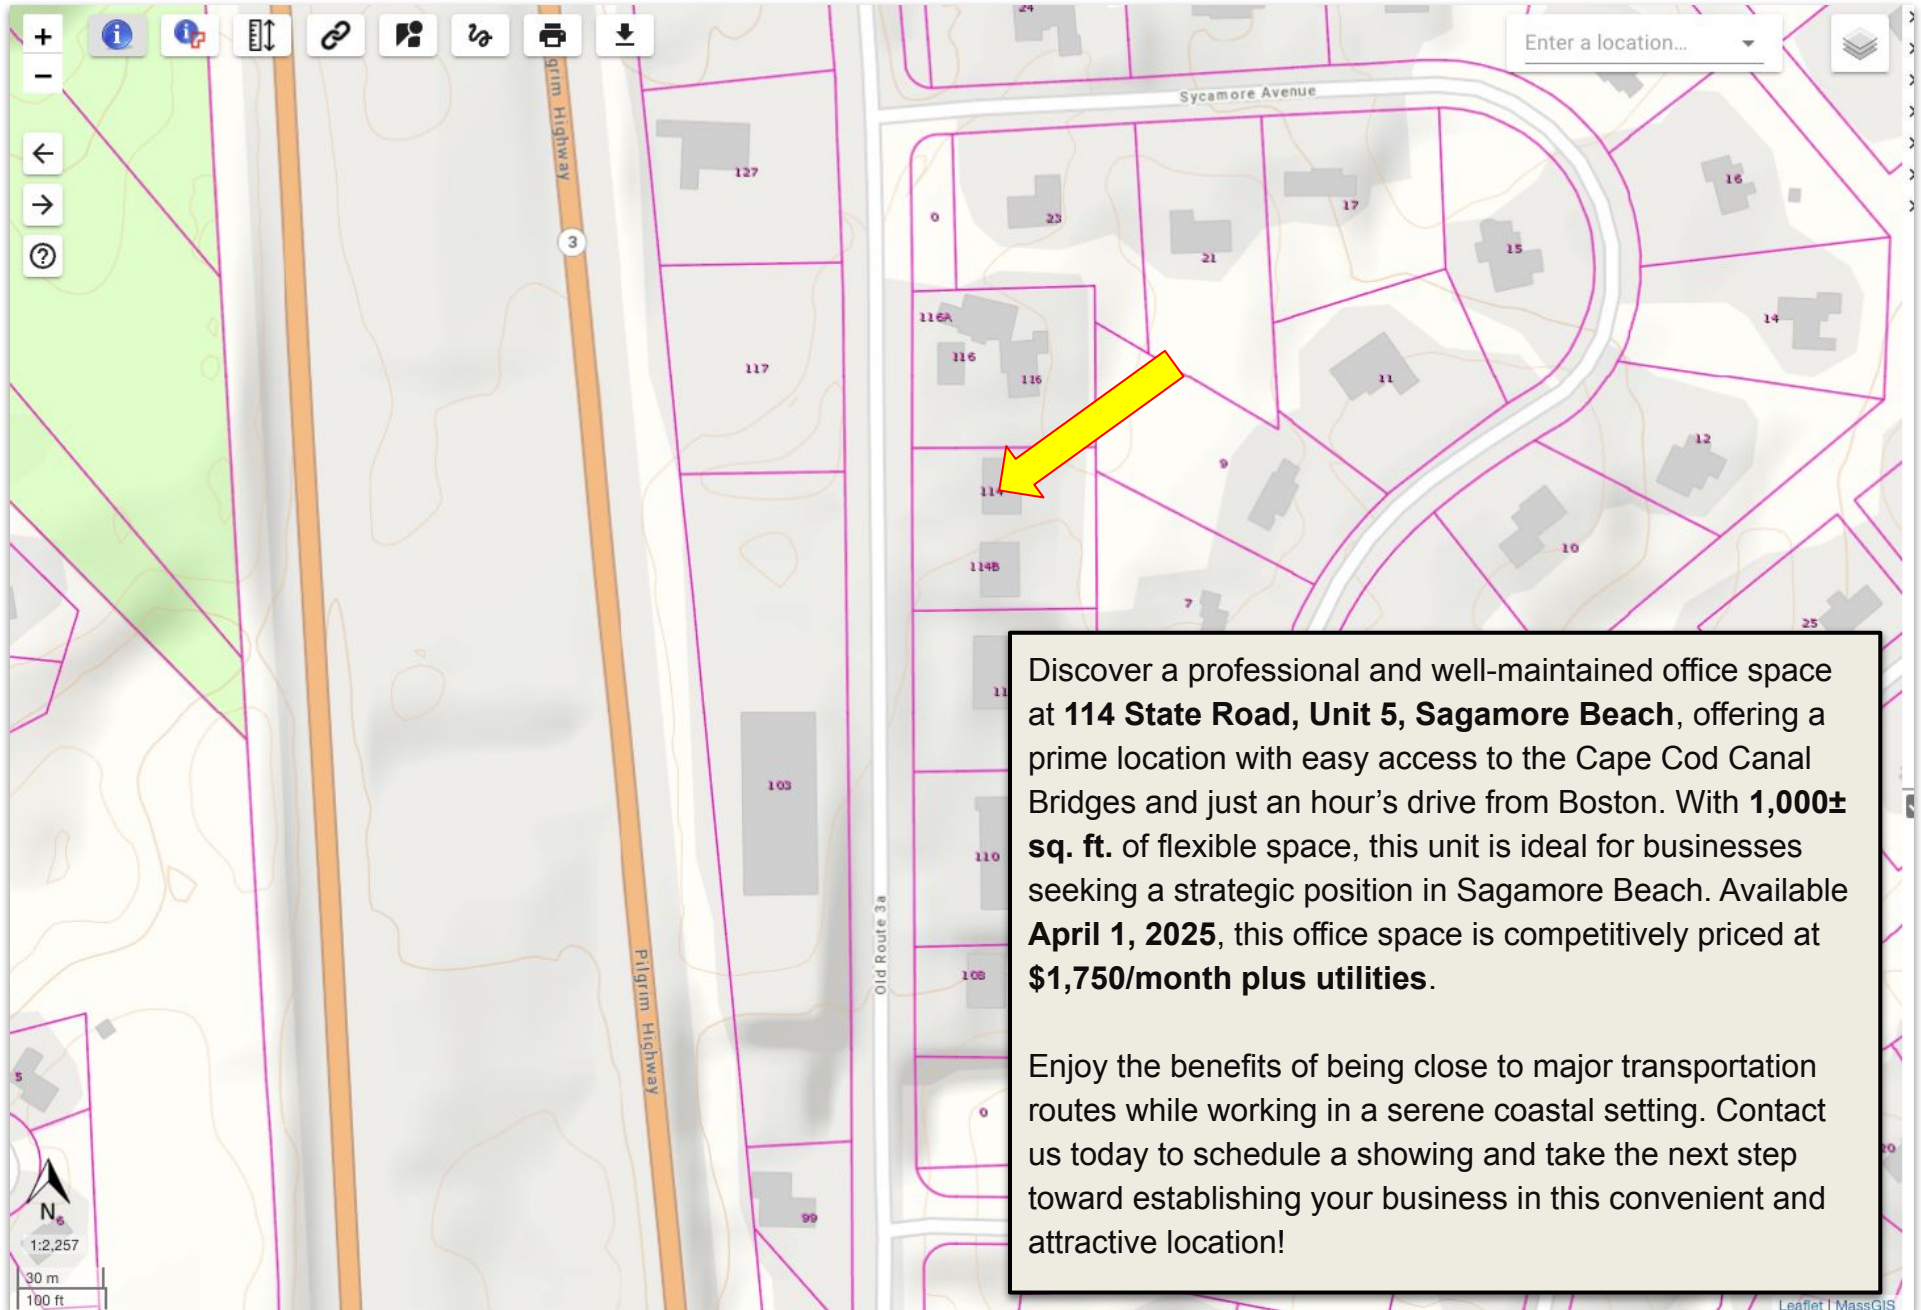 Enter a location...
24
Sycamore Avenue
grim Highway
3
127
0
23
21
17
15
16
14
116A
116
116
117
11
12
9
114
114B
10
7
25
11
103
110
Old Route 3a
108
Pilgrim Highway
0
5
99
20
N
6
1:2,257
30 m
100 ft
Discover a professional and well-maintained office space
at 114 State Road, Unit 5, Sagamore Beach, offering a
prime location with easy access to the Cape Cod Canal
Bridges and just an hour’s drive from Boston. With 1,000±
sq. ft. of flexible space, this unit is ideal for businesses
seeking a strategic position in Sagamore Beach. Available
April 1, 2025, this office space is competitively priced at
$1,750/month plus utilities.
Enjoy the benefits of being close to major transportation
routes while working in a serene coastal setting. Contact
us today to schedule a showing and take the next step
toward establishing your business in this convenient and
attractive location!
Leaflet | MassGIS